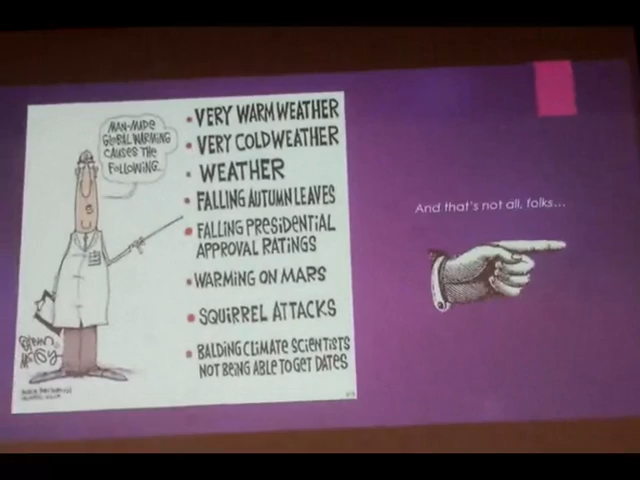 MAN-MADE
GLOBAL WARMING
CAUSES THE
FOLLOWING...
• VERY WARM WEATHER
• VERY COLD WEATHER
• WEATHER
• FALLING AUTUMN LEAVES
• FALLING PRESIDENTIAL
APPROVAL RATINGS
• WARMING ON MARS
• SQUIRREL ATTACKS
• BALDING CLIMATE SCIENTISTS
NOT BEING ABLE TO GET DATES
And that's not all, folks...